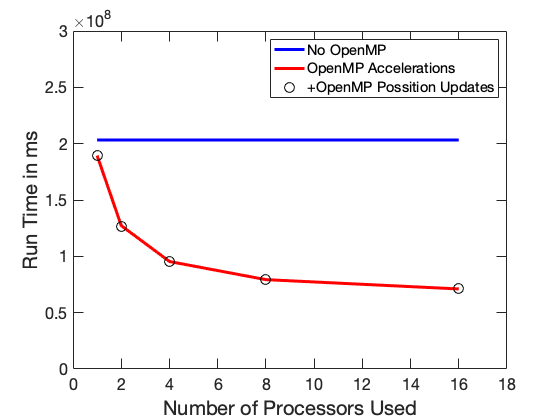 ×10⁸
3
2.5
2
1.5
1
0.5
0
0 2 4 6 8 10 12 14 16 18
Run Time in ms
Number of Processors Used
No OpenMP
OpenMP Accelerations
+OpenMP Possition Updates